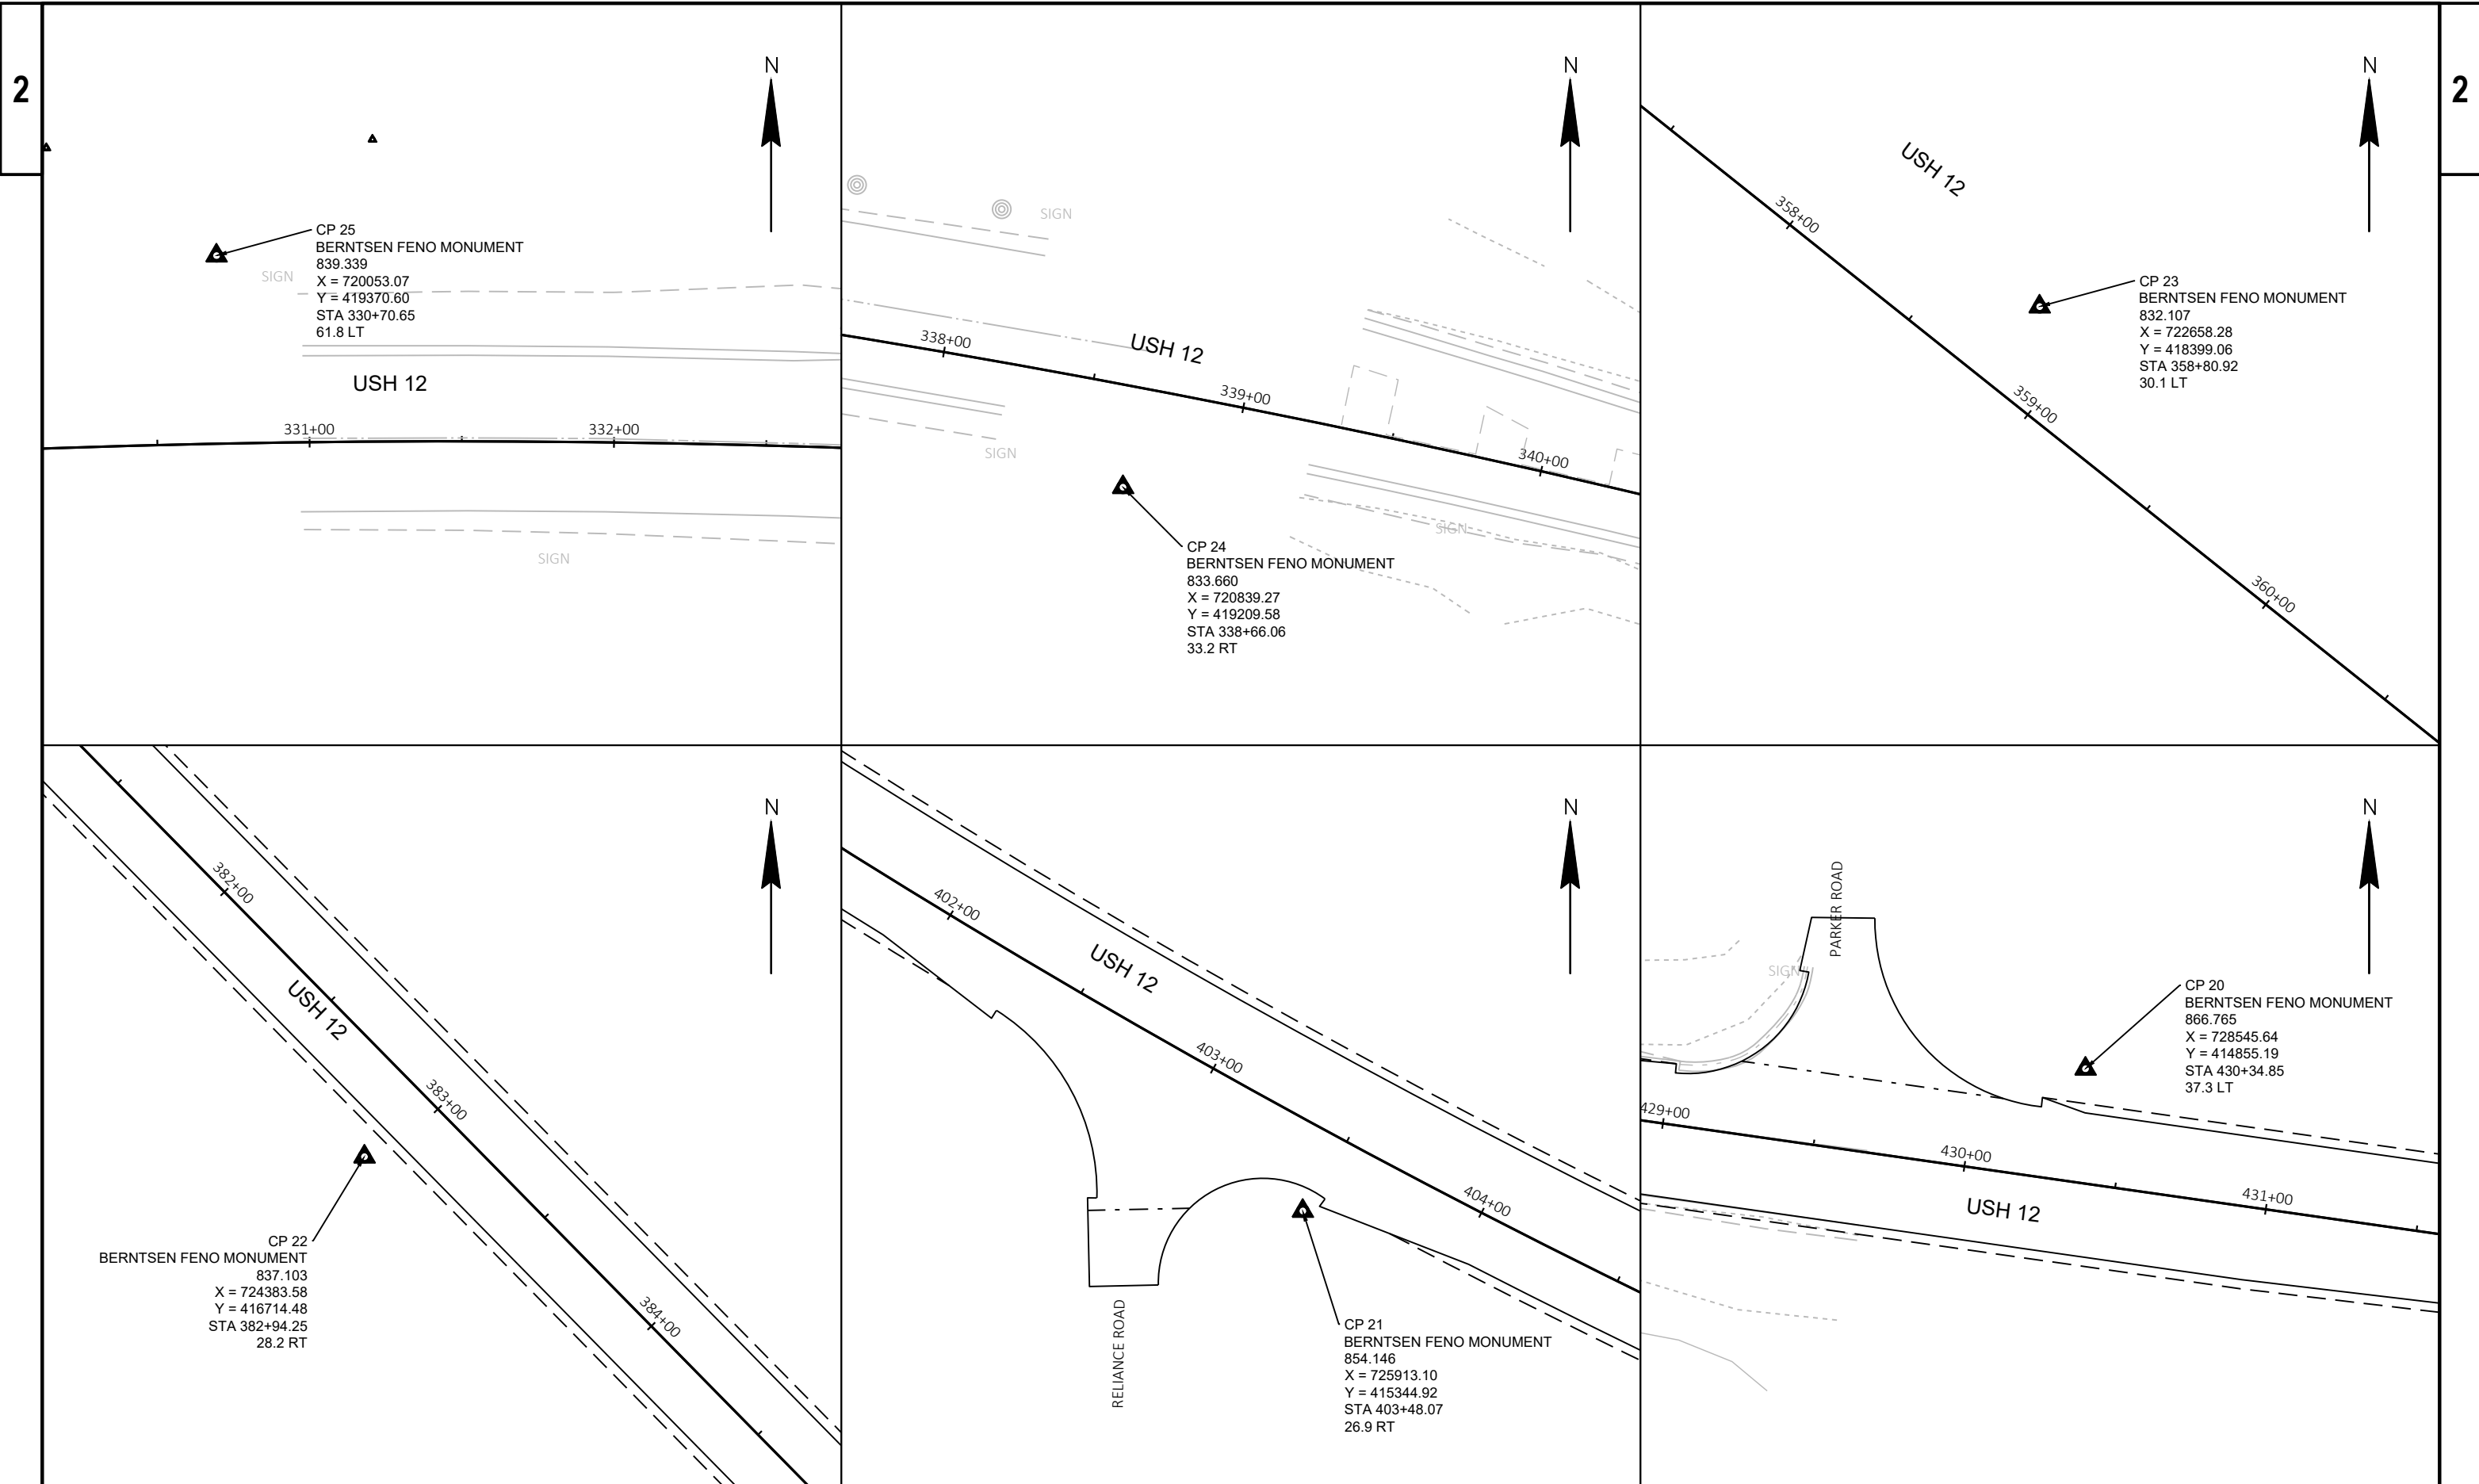 2
2
N
CP 25
BERNTSEN FENO MONUMENT
839.339
X = 720053.07
Y = 419370.60
STA 330+70.65
61.8 LT
SIGN
USH 12
331+00
332+00
SIGN
N
SIGN
338+00
USH 12
339+00
340+00
SIGN
SIGN
CP 24
BERNTSEN FENO MONUMENT
833.660
X = 720839.27
Y = 419209.58
STA 338+66.06
33.2 RT
N
USH 12
358+00
CP 23
BERNTSEN FENO MONUMENT
832.107
X = 722658.28
Y = 418399.06
STA 358+80.92
30.1 LT
359+00
360+00
N
382+00
USH 12
383+00
384+00
CP 22
BERNTSEN FENO MONUMENT
837.103
X = 724383.58
Y = 416714.48
STA 382+94.25
28.2 RT
N
402+00
USH 12
403+00
404+00
RELIANCE ROAD
CP 21
BERNTSEN FENO MONUMENT
854.146
X = 725913.10
Y = 415344.92
STA 403+48.07
26.9 RT
N
PARKER ROAD
SIGN
CP 20
BERNTSEN FENO MONUMENT
866.765
X = 728545.64
Y = 414855.19
STA 430+34.85
37.3 LT
429+00
430+00
431+00
USH 12